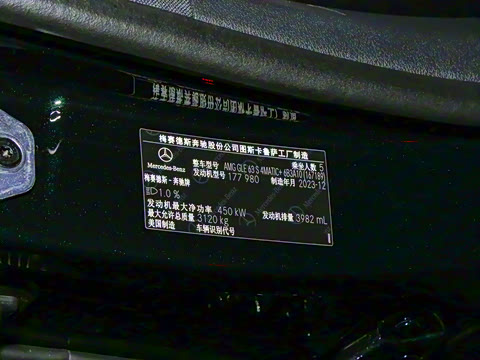 梅赛德斯奔驰股份公司图斯卡鲁萨工厂制造
Mercedes-Benz
整车型号 AMG GLE 63 S 4MATIC+ 6B3A101(167189)
乘坐人数 5
发动机型号 177 980
制造年月 2023-12
梅赛德斯-奔驰牌
1.0 %
发动机最大净功率 450 kW
发动机排量 3982 mL
最大允许总质量 3120 kg
美国制造
车辆识别代号